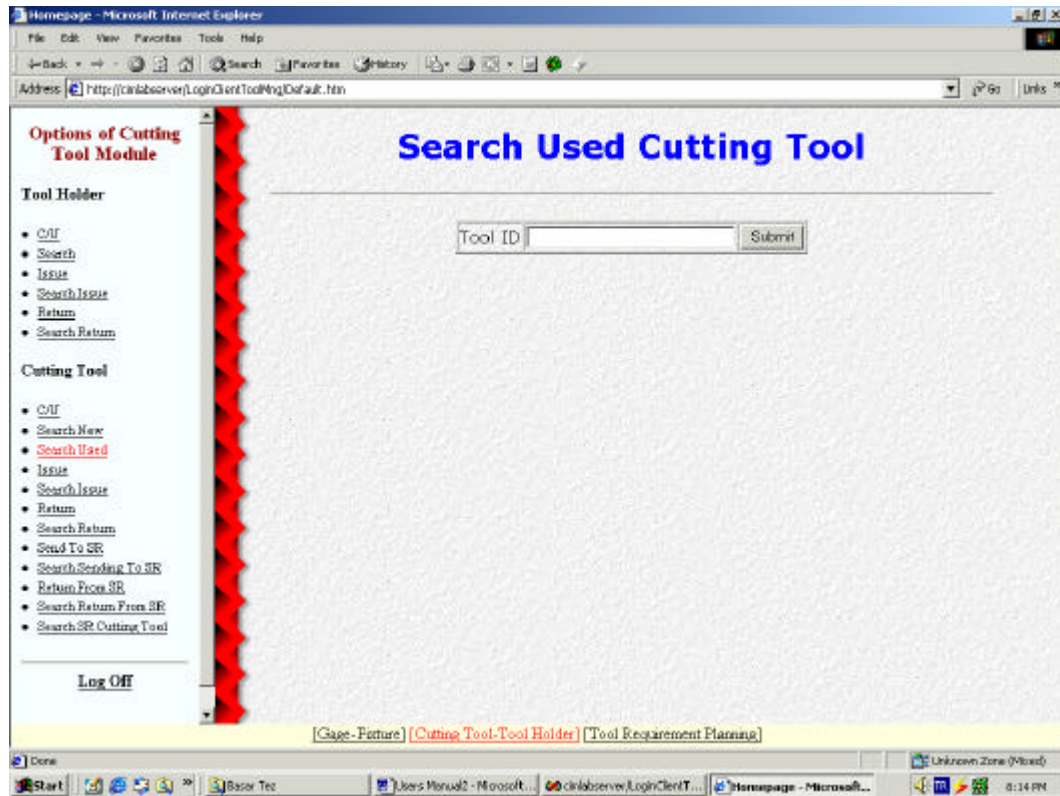 Homepage - Microsoft Internet Explorer
File Edit View Favorites Tools Help
Back Search Favorites History
Address http://cimlabserver/LoginClientToolMng/Default.htm Go Links
Options of Cutting
Tool Module
Tool Holder
C/U
Search
Issue
Search Issue
Return
Search Return
Cutting Tool
C/U
Search New
Search Used
Issue
Search Issue
Return
Search Return
Send To SR
Search Sending To SR
Return From SR
Search Return From SR
Search SR Cutting Tool
Log Off
Search Used Cutting Tool
Tool ID Submit
[Gage-Fixture] [Cutting Tool-Tool Holder] [Tool Requirement Planning]
Done Unknown Zone (Mixed)
Start Basar Tez Users Manual2 - Microsoft... cimlabserver/LoginClientT... Homepage - Microsoft... 8:14 PM